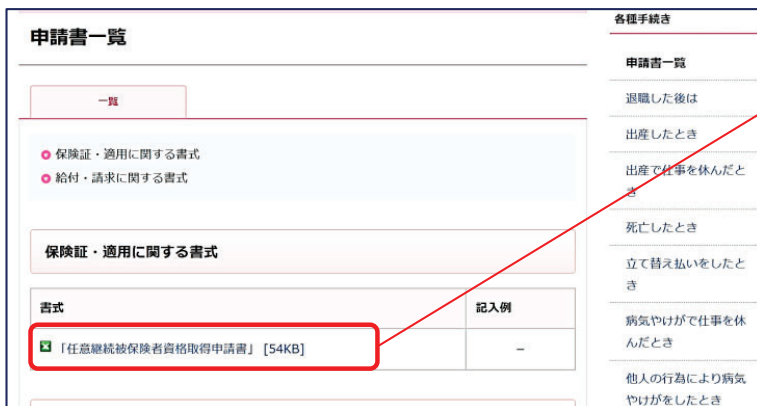 申請書一覧
一覧
保険証・適用に関する書式
給付・請求に関する書式
保険証・適用に関する書式
書式
記入例
「任意継続被保険者資格取得申請書」 [54KB]
－
各種手続き
申請書一覧
退職した後は
出産したとき
出産で仕事を休んだと
き
死亡したとき
立て替え払いをしたと
き
病気やけがで仕事を休
んだとき
他人の行為により病気
やけがをしたとき